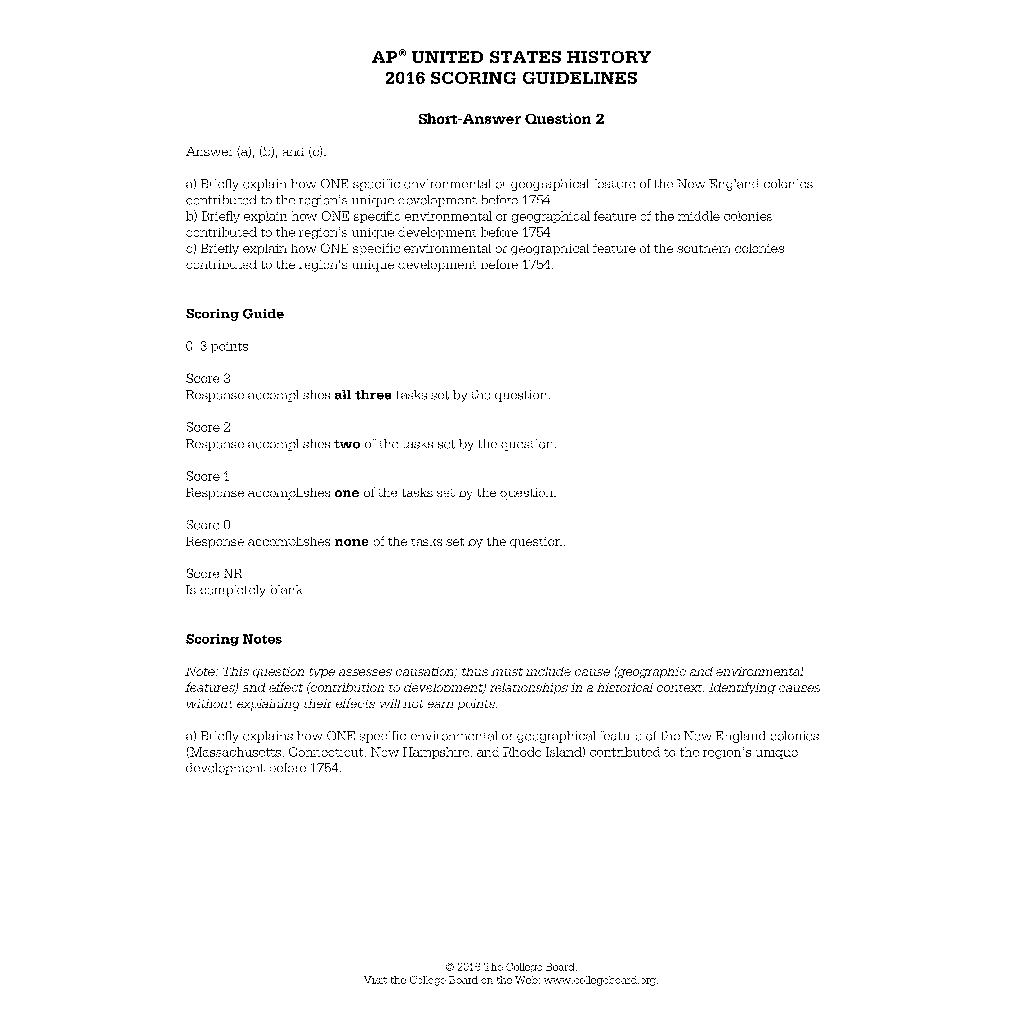 AP® UNITED STATES HISTORY
2016 SCORING GUIDELINES
Short-Answer Question 2
Answer (a), (b), and (c).
a) Briefly explain how ONE specific environmental or geographical feature of the New England colonies
contributed to the region's unique development before 1754.
b) Briefly explain how ONE specific environmental or geographical feature of the middle colonies
contributed to the region's unique development before 1754.
c) Briefly explain how ONE specific environmental or geographical feature of the southern colonies
contributed to the region's unique development before 1754.
Scoring Guide
0–3 points
Score 3
Response accomplishes all three tasks set by the question.
Score 2
Response accomplishes two of the tasks set by the question.
Score 1
Response accomplishes one of the tasks set by the question.
Score 0
Response accomplishes none of the tasks set by the question.
Score NR
Is completely blank
Scoring Notes
Note: This question type assesses causation; thus must include cause (geographic and environmental
features) and effect (contribution to development) relationships in a historical context. Identifying causes
without explaining their effects will not earn points.
a) Briefly explains how ONE specific environmental or geographical feature of the New England colonies
(Massachusetts, Connecticut, New Hampshire, and Rhode Island) contributed to the region's unique
development before 1754.
© 2016 The College Board.
Visit the College Board on the Web: www.collegeboard.org.